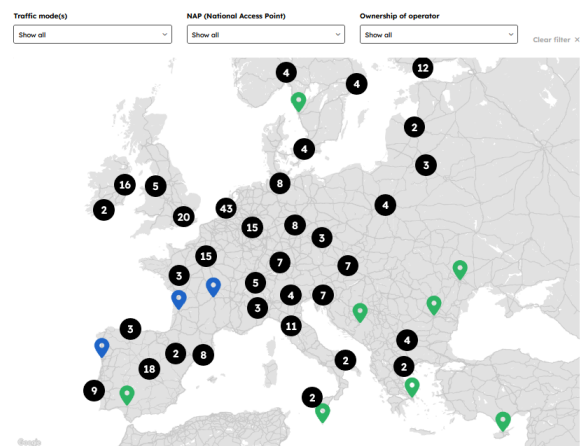 Traffic mode(s) NAP (National Access Point) Ownership of operator
Show all Show all Show all
Clear filter ×
4 4 12
2
4
3
16 5 8
2 20 43 4
15 8
3
15
3 7 7
5
4 7
3
11
3 4
2 8 2
18 2
9 2
Google